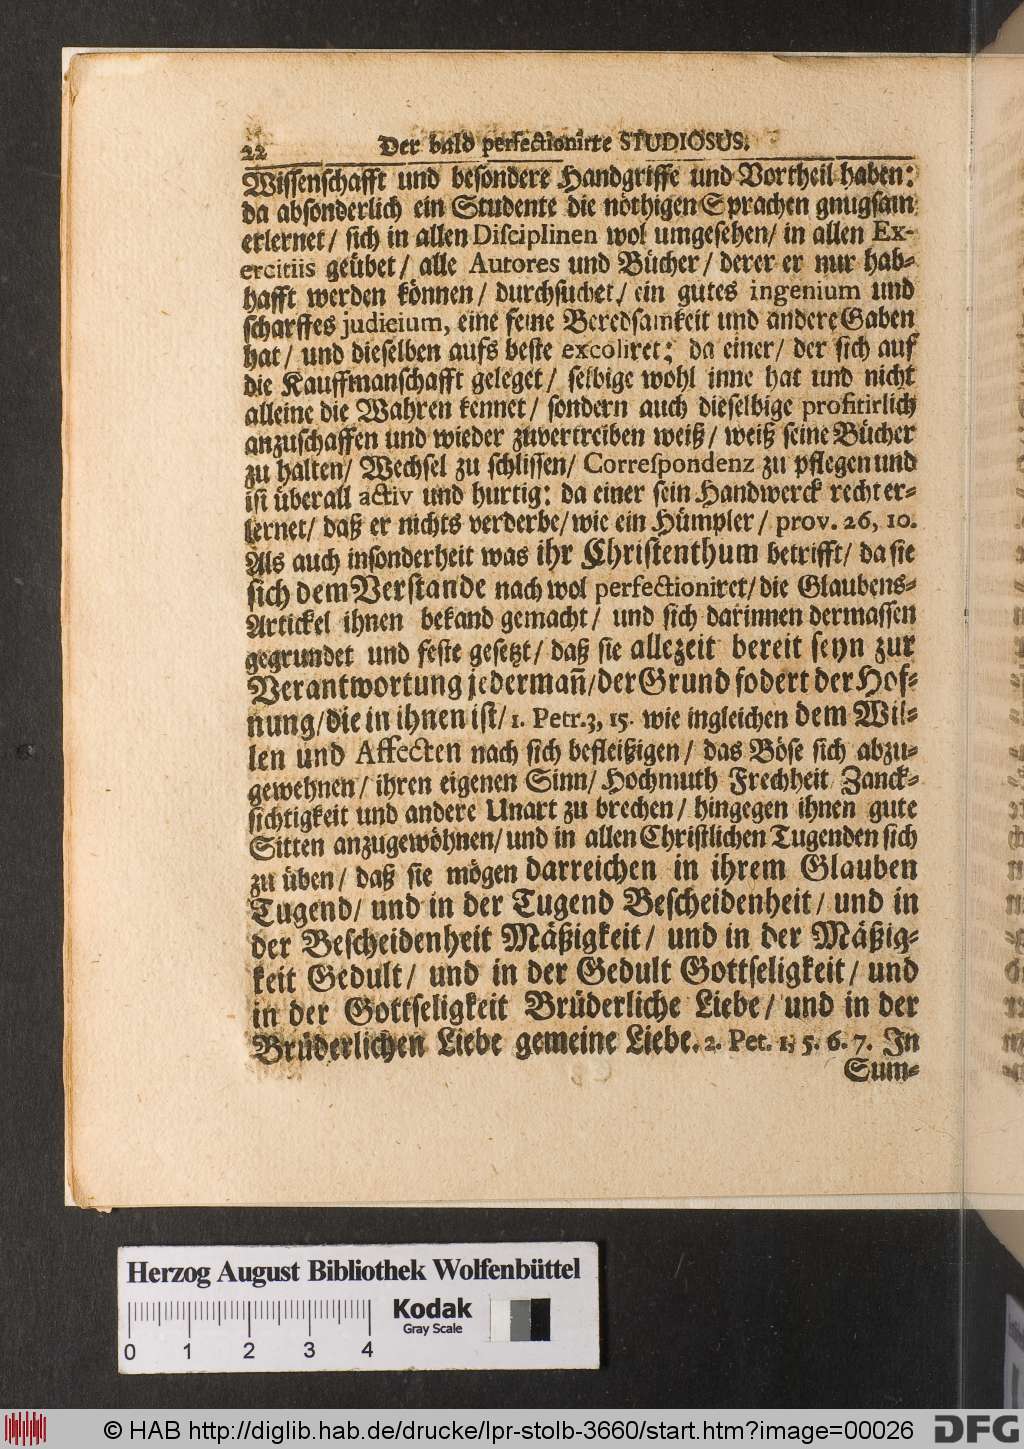 22 Der bald perfectionirte STUDIOSUS.
Wissenschafft und besondere Handgriffe und Vortheil haben:
da absonderlich ein Studente die nöthigen Sprachen gnugsam
erlernet/ sich in allen Disciplinen wol umgesehen/ in allen Ex-
ercitiis geübet/ alle Autores und Bücher/ derer er nur hab-
hafft werden können/ durchsuchet/ ein gutes ingenium und
scharffes judicium, eine feine Beredsamkeit und andere Gaben
hat/ und dieselben aufs beste excoliret; da einer/ der sich auf
die Kauffmanschafft geleget/ selbige wohl inne hat und nicht
alleine die Wahren kennet/ sondern auch dieselbige profitirlich
anzuschaffen und wieder zuvertreiben weiß/ weiß seine Bücher
zu halten/ Wechsel zu schlissen/ Correspondenz zu pflegen und
ist überall activ und hurtig: da einer sein Handwerck recht er-
lernet/ daß er nichts verderbe/ wie ein Hümpler/ prov. 26, 10.
Als auch insonderheit was ihr Christenthum betrifft/ da sie
sich dem Verstande nach wol perfectioniret/ die Glaubens-
Artickel ihnen bekand gemacht/ und sich darinnen dermassen
gegrundet und feste gesetzt/ daß sie allezeit bereit seyn zur
Verantwortung jedermañ/ der Grund fodert der Hof-
nung/ die in ihnen ist/ 1. Petr. 3, 15. wie ingleichen dem Wil-
len und Affecten nach sich befleißigen/ das Böse sich abzu-
gewehnen/ ihren eigenen Sinn/ Hochmuth Frechheit Zanck-
sichtigkeit und andere Unart zu brechen/ hingegen ihnen gute
Sitten anzugewöhnen/ und in allen Christlichen Tugenden sich
zu üben/ daß sie mögen darreichen in ihrem Glauben
Tugend/ und in der Tugend Bescheidenheit/ und in
der Bescheidenheit Mäßigkeit/ und in der Mäßig-
keit Gedult/ und in der Gedult Gottseligkeit/ und
in der Gottseligkeit Brüderliche Liebe/ und in der
Brüderlichen Liebe gemeine Liebe. 2. Pet. 1, 5. 6. 7. In
Sum-
Herzog August Bibliothek Wolfenbüttel
Kodak
Gray Scale
0 1 2 3 4
© HAB http://diglib.hab.de/drucke/lpr-stolb-3660/start.htm?image=00026
DFG